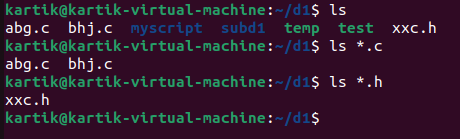 kartik@kartik-virtual-machine:~/d1$ ls
abg.c  bhj.c  myscript  subd1  temp  test  xxc.h
kartik@kartik-virtual-machine:~/d1$ ls *.c
abg.c  bhj.c
kartik@kartik-virtual-machine:~/d1$ ls *.h
xxc.h
kartik@kartik-virtual-machine:~/d1$